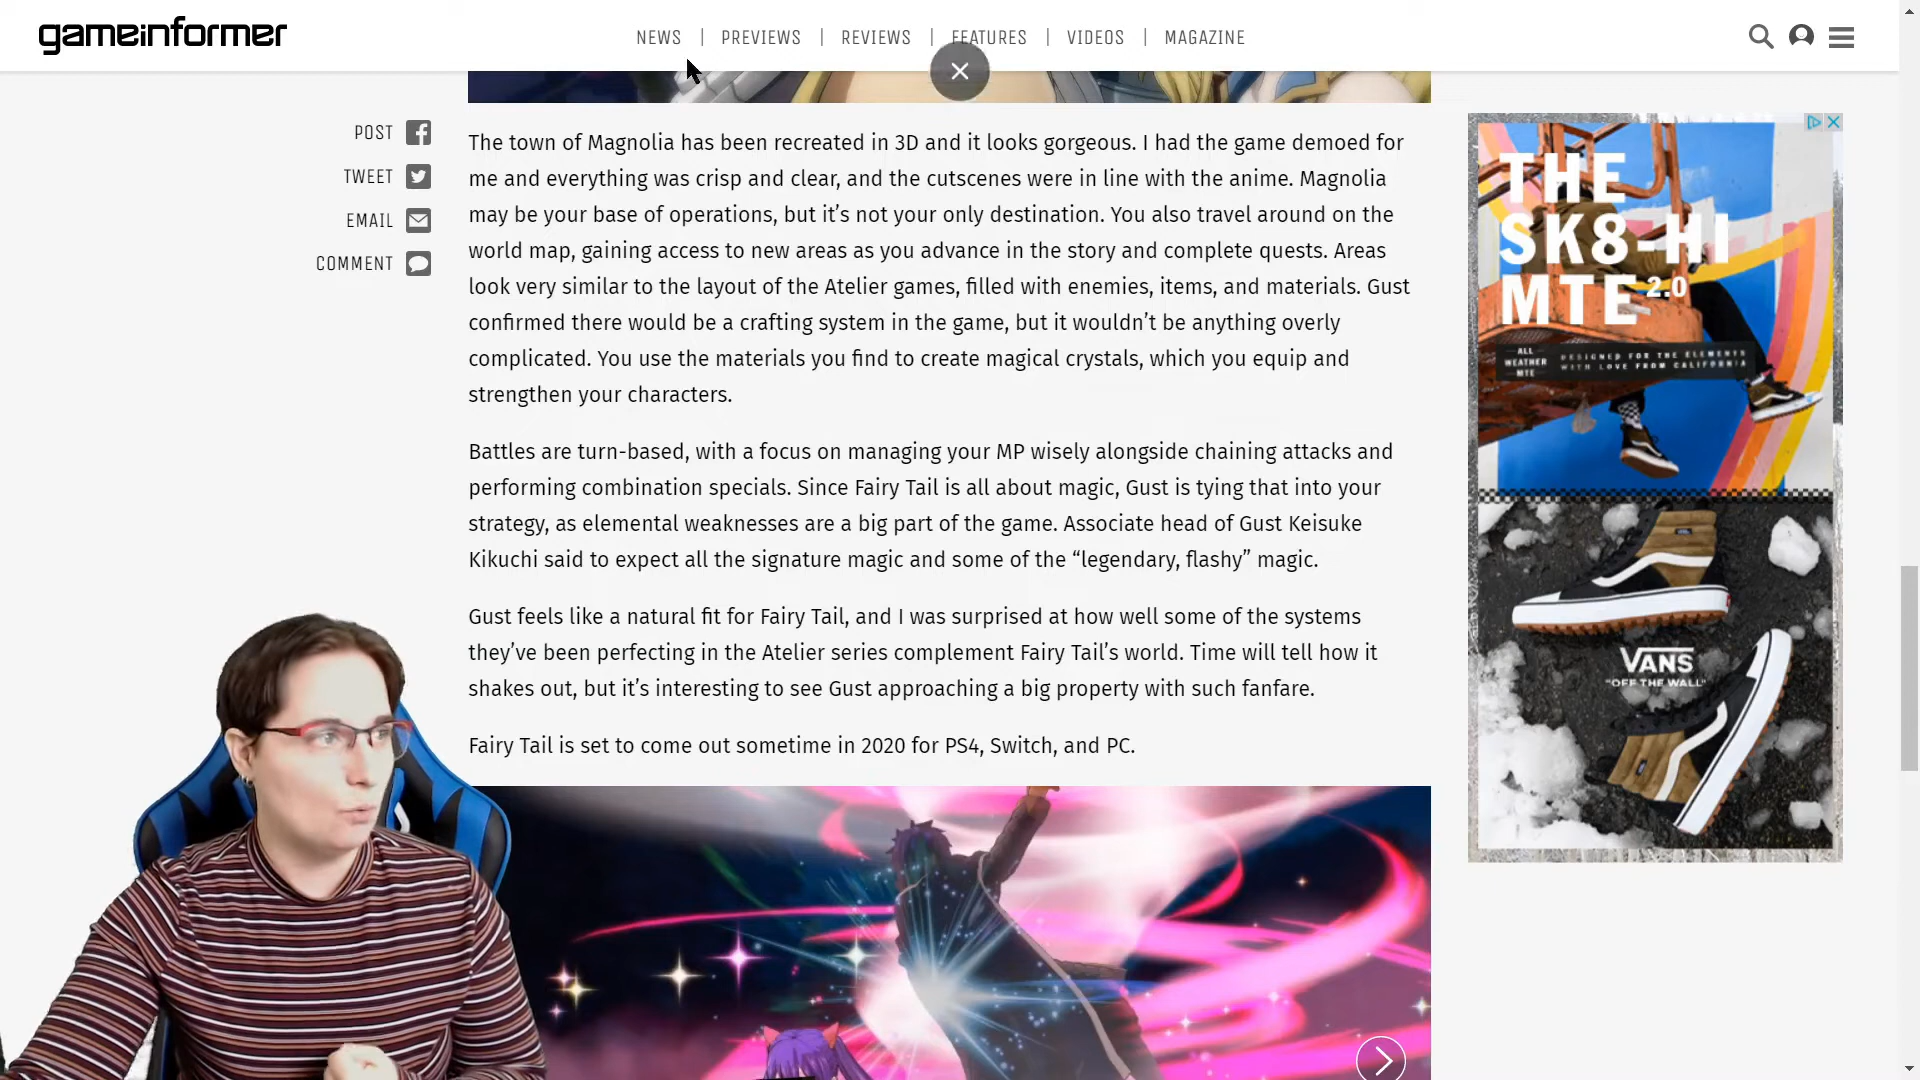 gameinformer
NEWS | PREVIEWS | REVIEWS | FEATURES | VIDEOS | MAGAZINE
POST
TWEET
EMAIL
COMMENT
The town of Magnolia has been recreated in 3D and it looks gorgeous. I had the game demoed for
me and everything was crisp and clear, and the cutscenes were in line with the anime. Magnolia
may be your base of operations, but it’s not your only destination. You also travel around on the
world map, gaining access to new areas as you advance in the story and complete quests. Areas
look very similar to the layout of the Atelier games, filled with enemies, items, and materials. Gust
confirmed there would be a crafting system in the game, but it wouldn’t be anything overly
complicated. You use the materials you find to create magical crystals, which you equip and
strengthen your characters.
Battles are turn-based, with a focus on managing your MP wisely alongside chaining attacks and
performing combination specials. Since Fairy Tail is all about magic, Gust is tying that into your
strategy, as elemental weaknesses are a big part of the game. Associate head of Gust Keisuke
Kikuchi said to expect all the signature magic and some of the “legendary, flashy” magic.
Gust feels like a natural fit for Fairy Tail, and I was surprised at how well some of the systems
they’ve been perfecting in the Atelier series complement Fairy Tail’s world. Time will tell how it
shakes out, but it’s interesting to see Gust approaching a big property with such fanfare.
Fairy Tail is set to come out sometime in 2020 for PS4, Switch, and PC.
THE
SK8-HI
MTE 2.0
ALL
WEATHER
MTE
DESIGNED FOR THE ELEMENTS
WITH LOVE FROM CALIFORNIA
VANS
"OFF THE WALL"